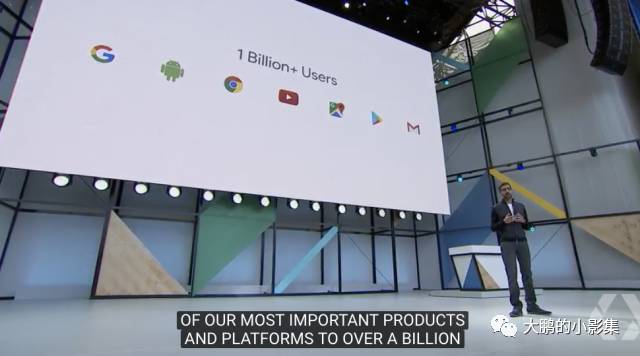 1 Billion+ Users
OF OUR MOST IMPORTANT PRODUCTS
AND PLATFORMS TO OVER A BILLION
大鹏的小影集